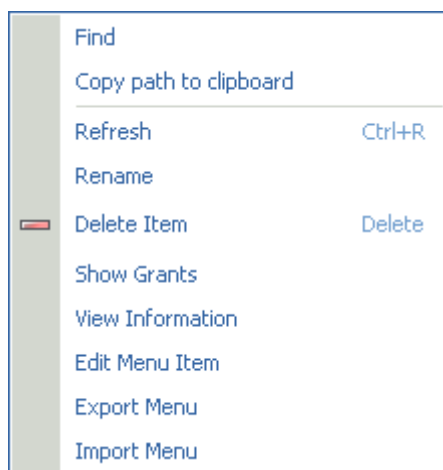 Find
Copy path to clipboard
Refresh Ctrl+R
Rename
Delete Item Delete
Show Grants
View Information
Edit Menu Item
Export Menu
Import Menu